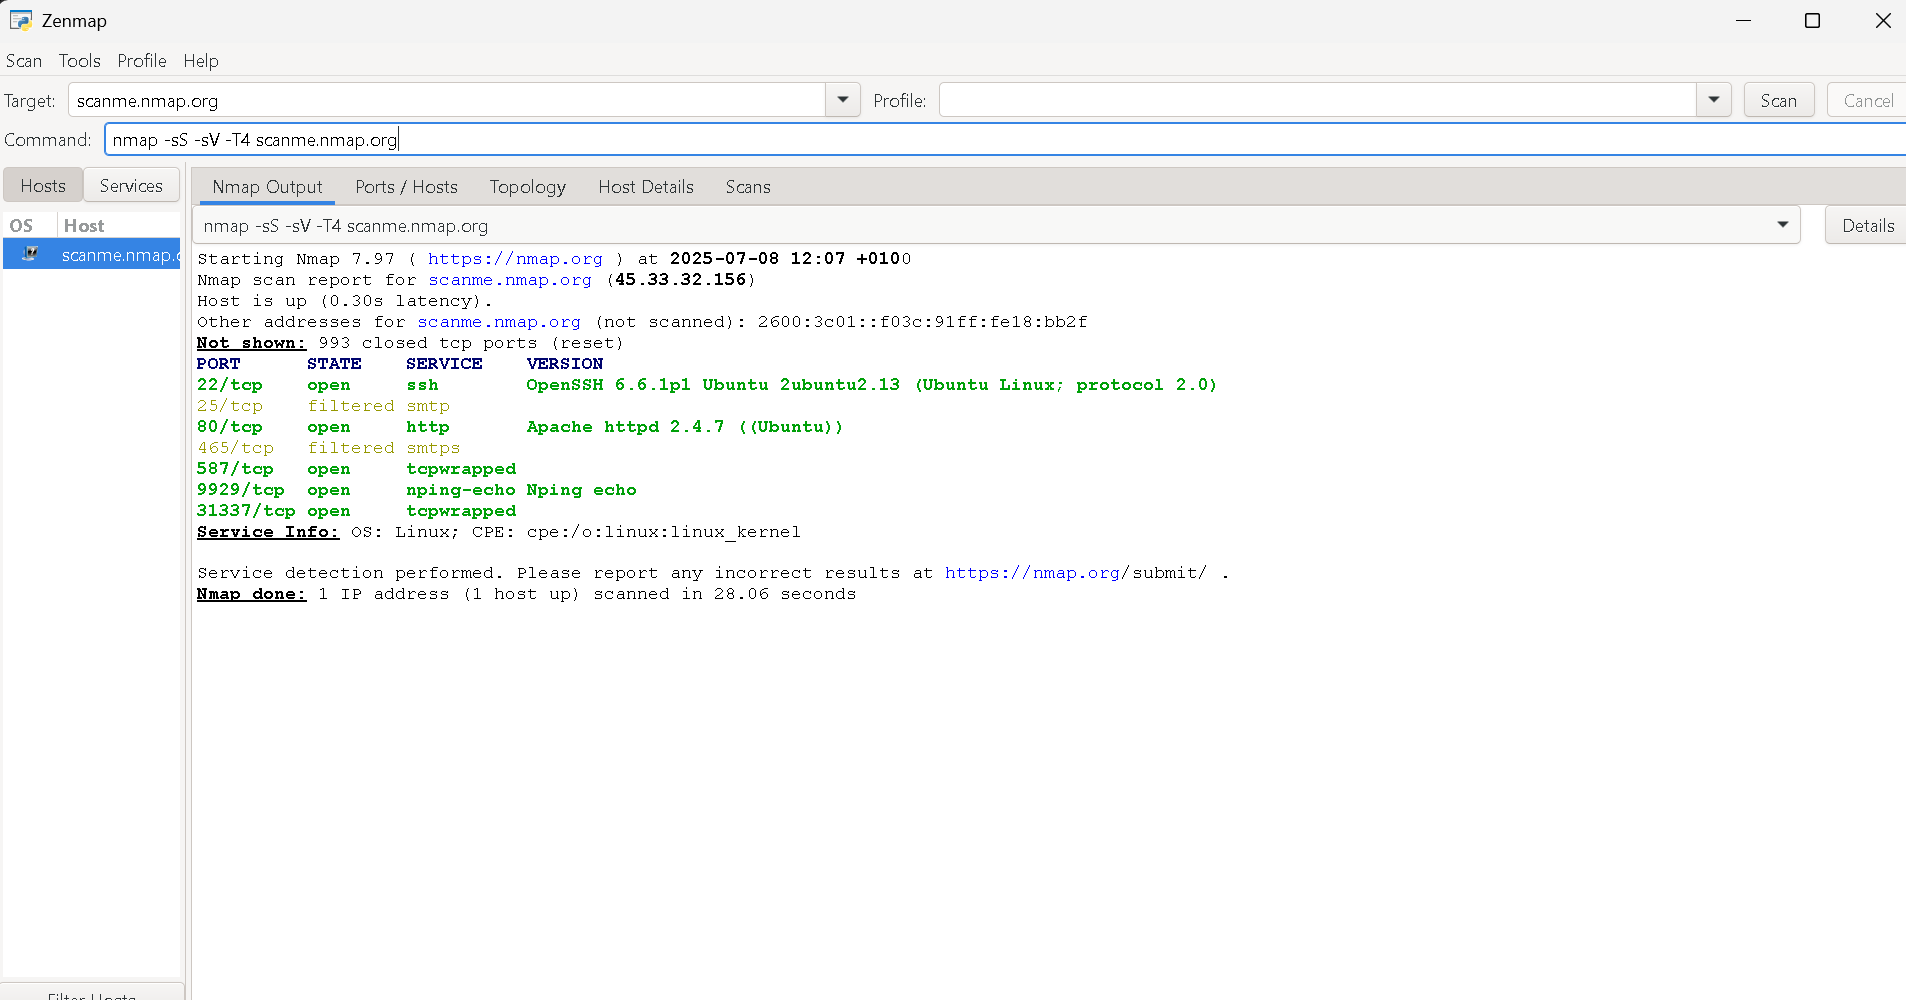 Zenmap
Scan Tools Profile Help
Target: scanme.nmap.org Profile: Scan Cancel
Command: nmap -sS -sV -T4 scanme.nmap.org
Hosts Services Nmap Output Ports / Hosts Topology Host Details Scans
OS Host
scanme.nmap.
nmap -sS -sV -T4 scanme.nmap.org Details
Starting Nmap 7.97 ( https://nmap.org ) at 2025-07-08 12:07 +0100
Nmap scan report for scanme.nmap.org (45.33.32.156)
Host is up (0.30s latency).
Other addresses for scanme.nmap.org (not scanned): 2600:3c01::f03c:91ff:fe18:bb2f
Not shown: 993 closed tcp ports (reset)
PORT STATE SERVICE VERSION
22/tcp open ssh OpenSSH 6.6.1p1 Ubuntu 2ubuntu2.13 (Ubuntu Linux; protocol 2.0)
25/tcp filtered smtp
80/tcp open http Apache httpd 2.4.7 ((Ubuntu))
465/tcp filtered smtps
587/tcp open tcpwrapped
9929/tcp open nping-echo Nping echo
31337/tcp open tcpwrapped
Service Info: OS: Linux; CPE: cpe:/o:linux:linux_kernel
Service detection performed. Please report any incorrect results at https://nmap.org/submit/ .
Nmap done: 1 IP address (1 host up) scanned in 28.06 seconds
Filter Hosts